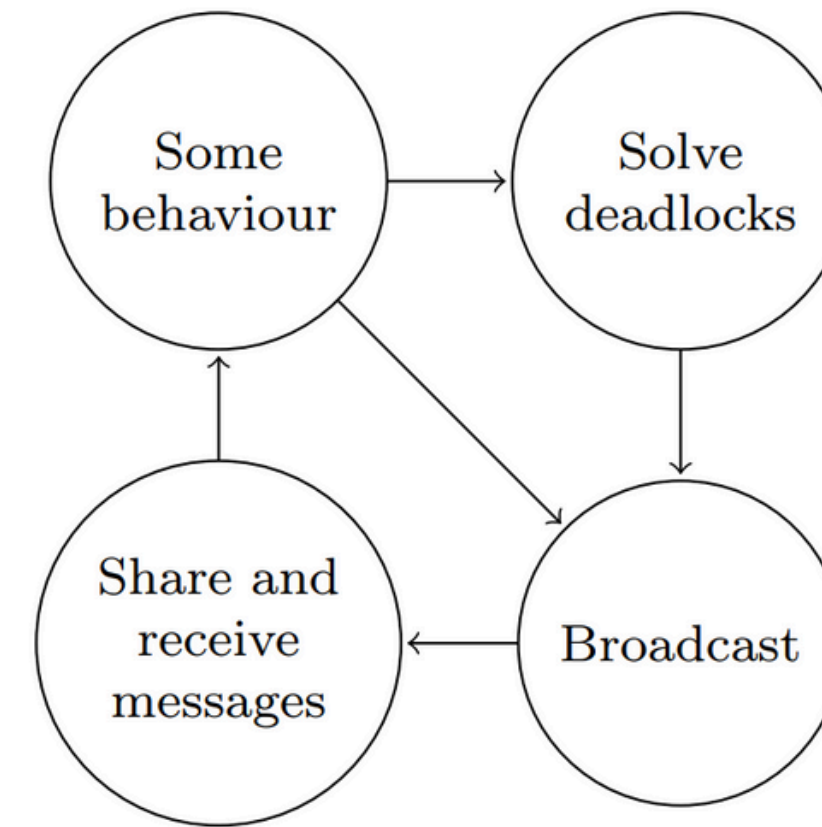 Some
behaviour
Solve
deadlocks
Share and
receive
messages
Broadcast